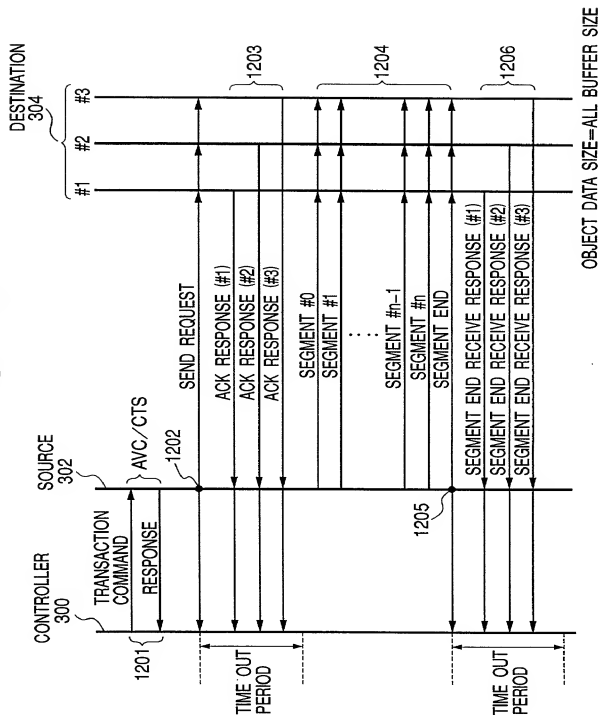 CONTROLLER
300
SOURCE
302
DESTINATION
304
#1
#2
#3
TRANSACTION
COMMAND
RESPONSE
AVC/CTS
1201
1202
SEND REQUEST
ACK RESPONSE (#1)
ACK RESPONSE (#2)
ACK RESPONSE (#3)
1203
TIME OUT
PERIOD
SEGMENT #0
SEGMENT #1
SEGMENT #n-1
SEGMENT #n
SEGMENT END
1204
1205
SEGMENT END RECEIVE RESPONSE (#1)
SEGMENT END RECEIVE RESPONSE (#2)
SEGMENT END RECEIVE RESPONSE (#3)
1206
TIME OUT
PERIOD
OBJECT DATA SIZE=ALL BUFFER SIZE